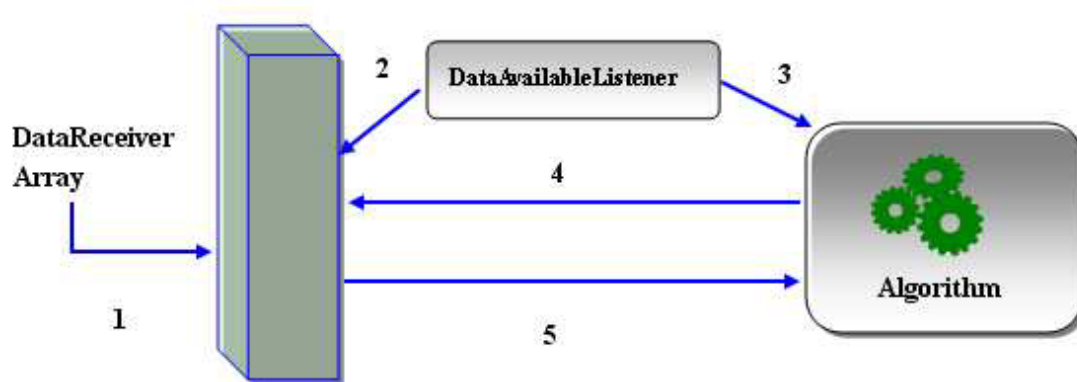 2
DataAvailableListener
3
DataReceiver
Array
4
Algorithm
1
5